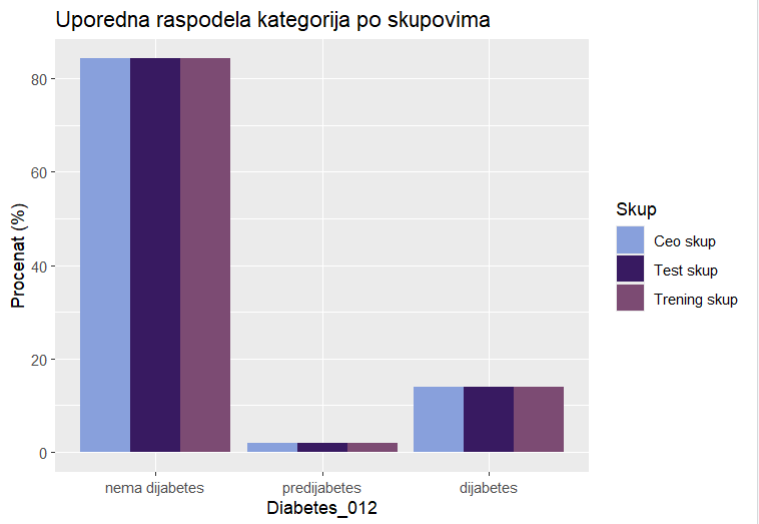 Uporedna raspodela kategorija po skupovima
Procenat (%)
80
60
40
20
0
nema dijabetes
predijabetes
dijabetes
Diabetes_012
Skup
Ceo skup
Test skup
Trening skup